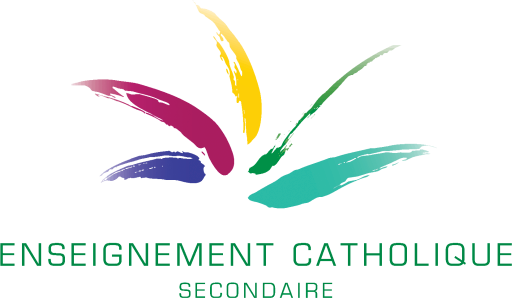 ENSEIGNEMENT CATHOLIQUE
SECONDAIRE